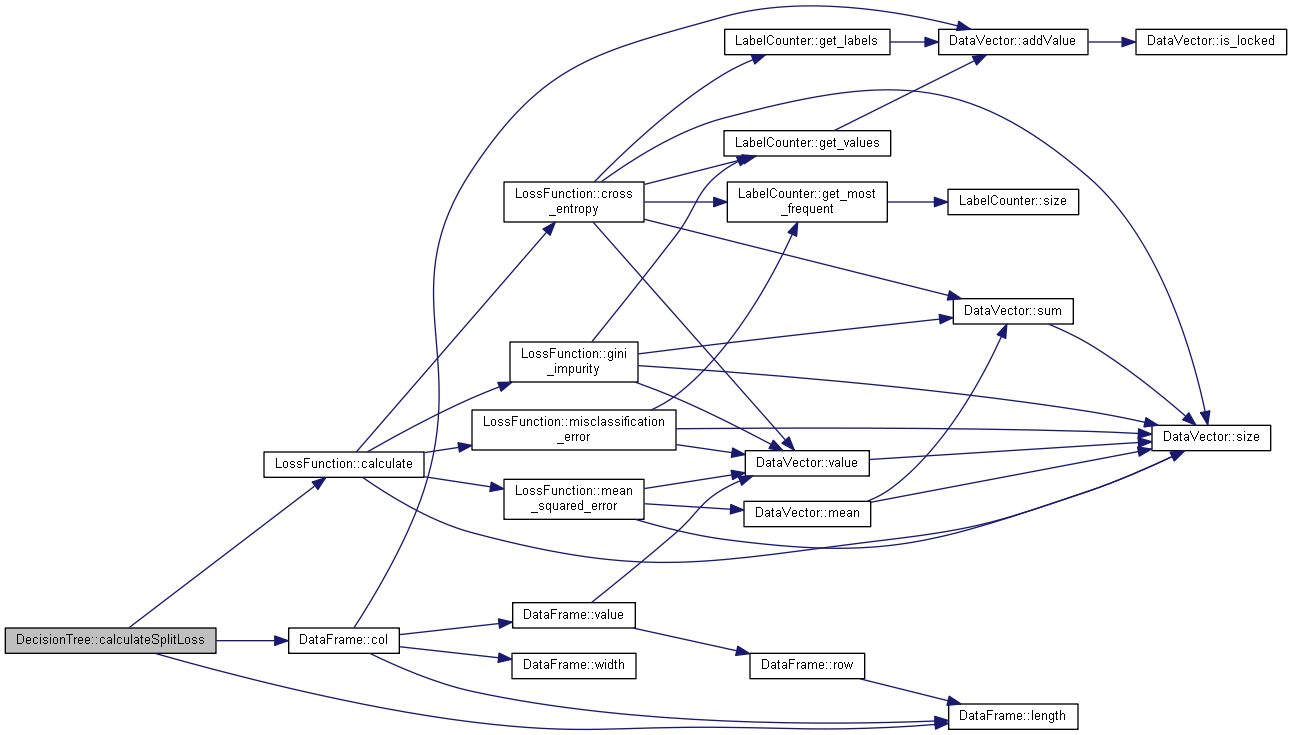 LabelCounter::get_labels
DataVector::addValue
DataVector::is_locked
LabelCounter::get_values
LossFunction::cross
_entropy
LabelCounter::get_most
_frequent
LabelCounter::size
DataVector::sum
LossFunction::gini
_impurity
LossFunction::misclassification
_error
DataVector::size
LossFunction::calculate
DataVector::value
LossFunction::mean
_squared_error
DataVector::mean
DataFrame::value
DecisionTree::calculateSplitLoss
DataFrame::col
DataFrame::width
DataFrame::row
DataFrame::length